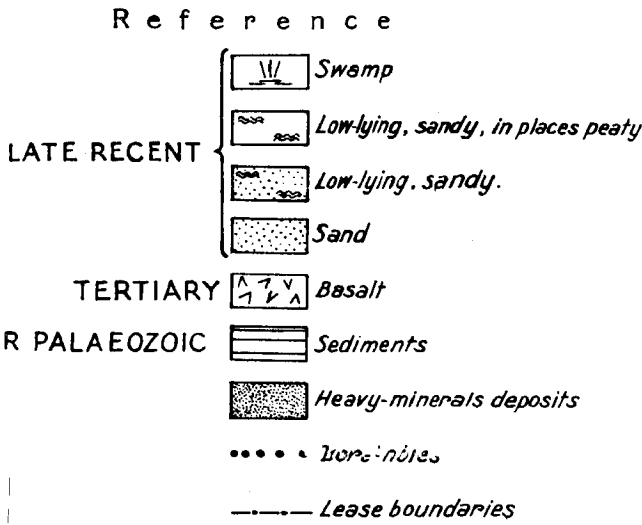 Reference
Swamp
Low-lying, sandy, in places peaty
LATE RECENT
Low-lying, sandy.
Sand
TERTIARY
Basalt
R PALAEOZOIC
Sediments
Heavy-minerals deposits
Lease boundaries